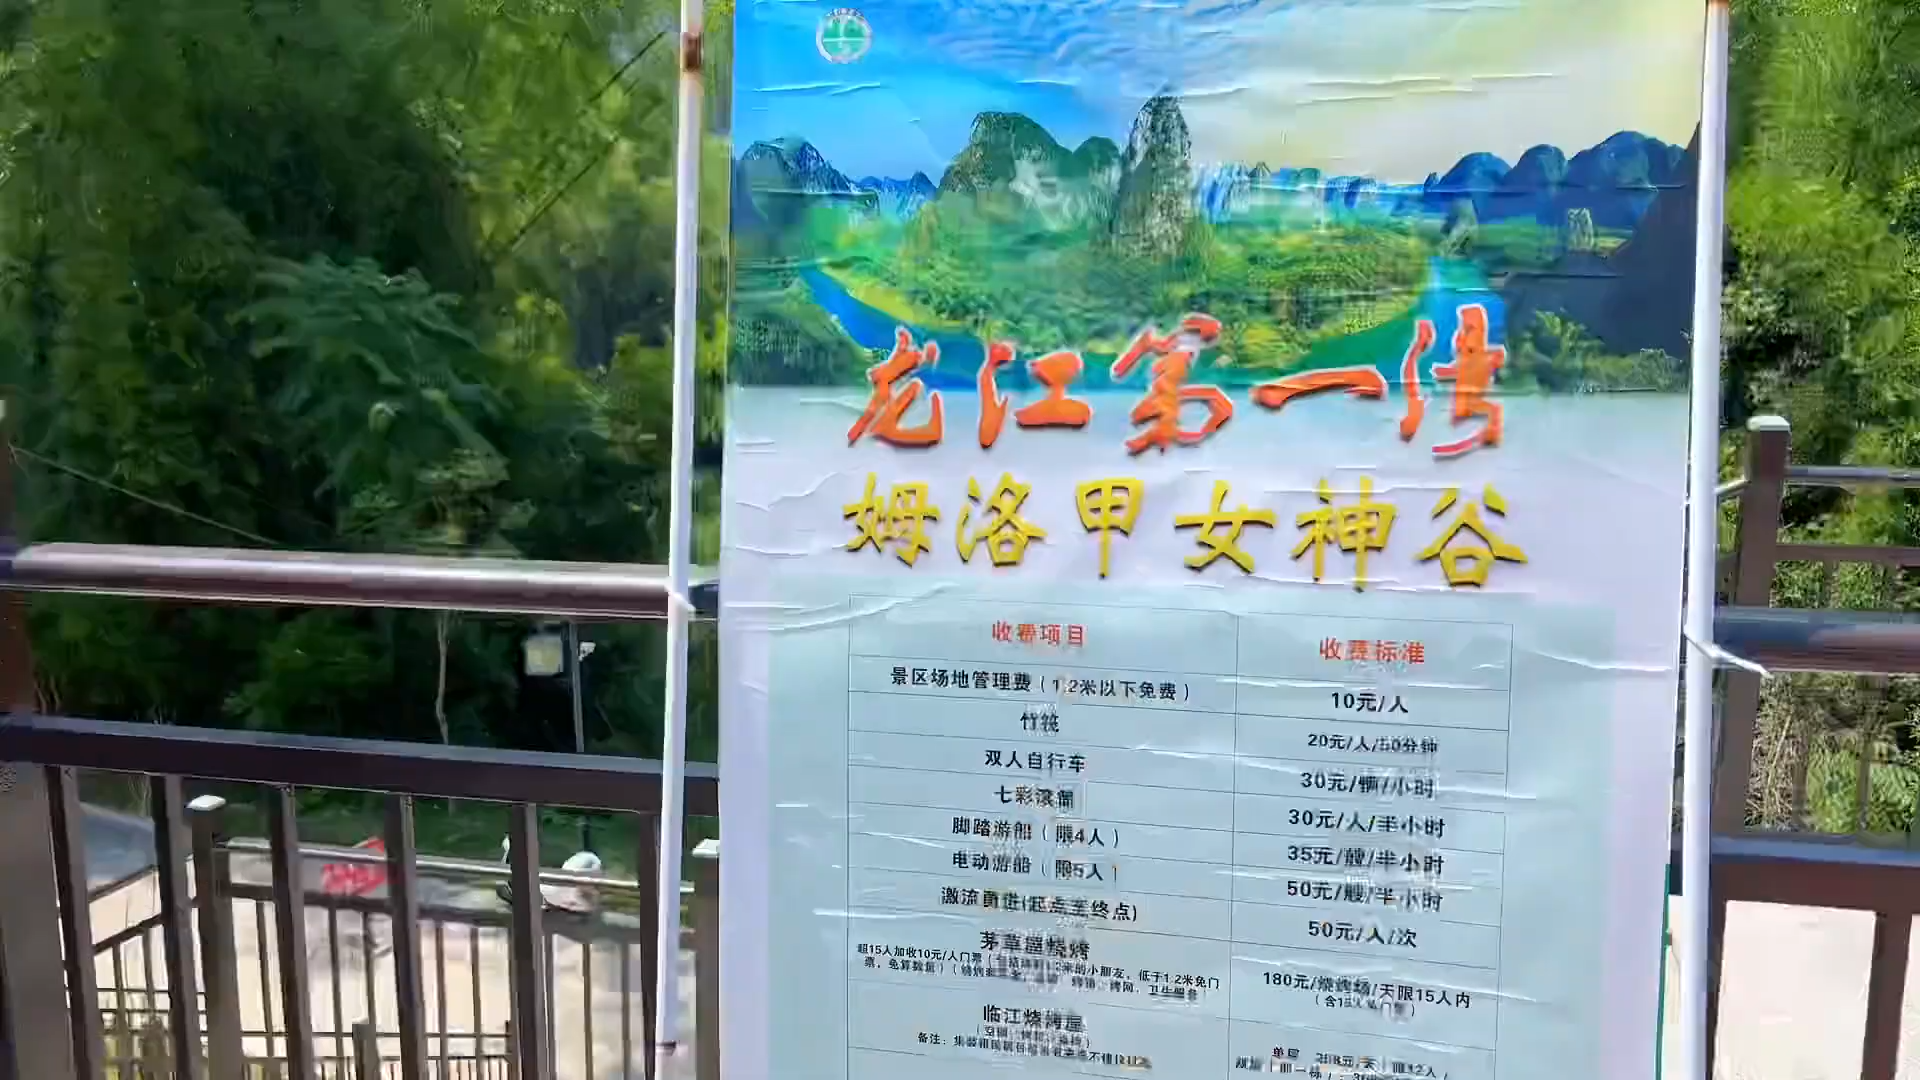 龙江第一湾
姆洛甲女神谷
收费项目 收费标准
景区场地管理费（1.2米以下免费） 10元/人
竹筏 20元/人/50分钟
双人自行车 30元/辆/小时
七彩滚筒 30元/人/半小时
脚踏游船（限4人） 35元/艘/半小时
电动游船（限5人） 50元/艘/半小时
激流勇进(起点至终点) 50元/人/次
茅草屋烧烤 180元/烧烤场/天限15人内
超15人加收10元/人门票
临江烧烤屋
备注：